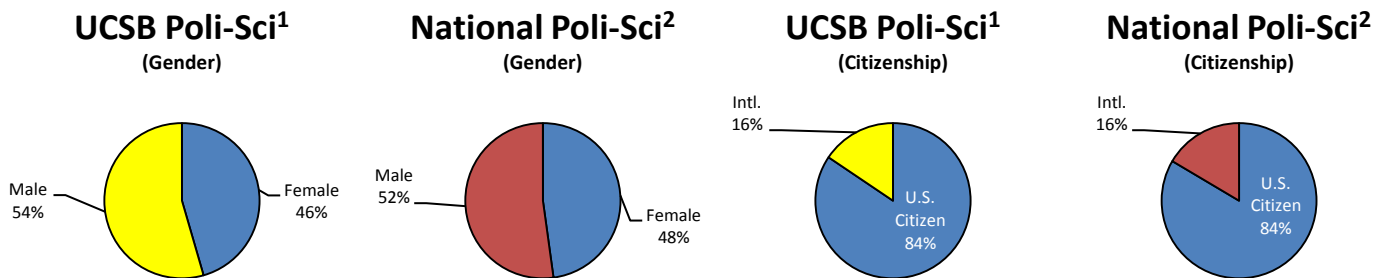 UCSB Poli-Sci¹
(Gender)
Male
54%
Female
46%
National Poli-Sci²
(Gender)
Male
52%
Female
48%
UCSB Poli-Sci¹
(Citizenship)
Intl.
16%
U.S.
Citizen
84%
National Poli-Sci²
(Citizenship)
Intl.
16%
U.S.
Citizen
84%